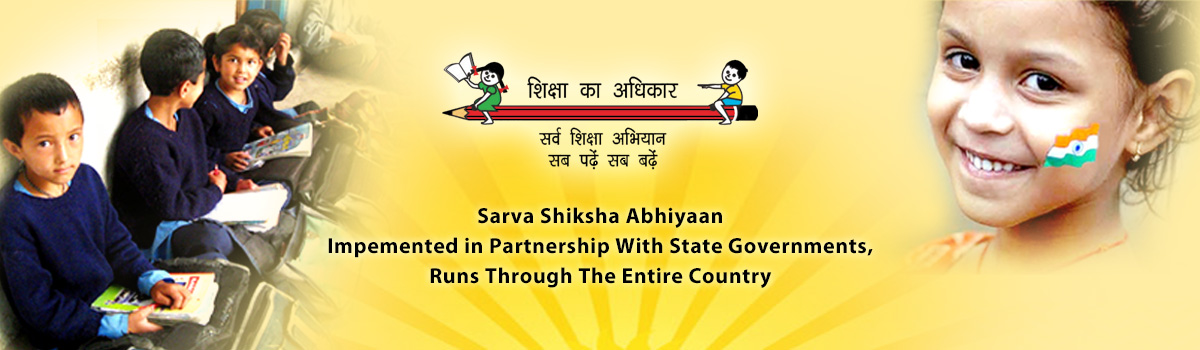 शिक्षा का अधिकार
सर्व शिक्षा अभियान
सब पढ़ें सब बढ़ें
Sarva Shiksha Abhiyaan
Impemented in Partnership With State Governments,
Runs Through The Entire Country